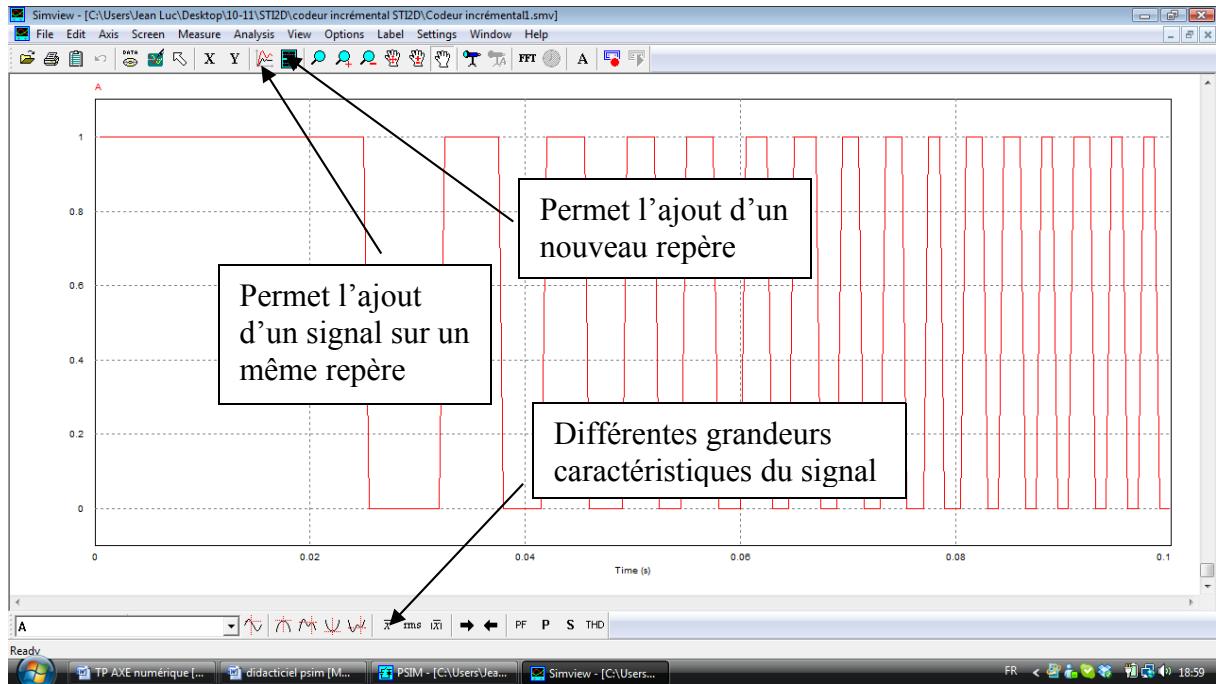 Simview - [C:\Users\Jean Luc\Desktop\10-11\STI2D\codeur incrémental STI2D\Codeur incrémental1.smv]
File Edit Axis Screen Measure Analysis View Options Label Settings Window Help
DATA X Y TA FFT A
A
1
0.8
0.6
0.4
0.2
0
Permet l’ajout d’un
nouveau repère
Permet l’ajout
d’un signal sur un
même repère
Différentes grandeurs
caractéristiques du signal
0 0.02 0.04 0.06 0.08 0.1
Time (s)
A x rms |x| PF P S THD
Ready
TP AXE numérique [... didacticiel psim [M... PSIM - [C:\Users\Jea... Simview - [C:\Users... FR < 18:59